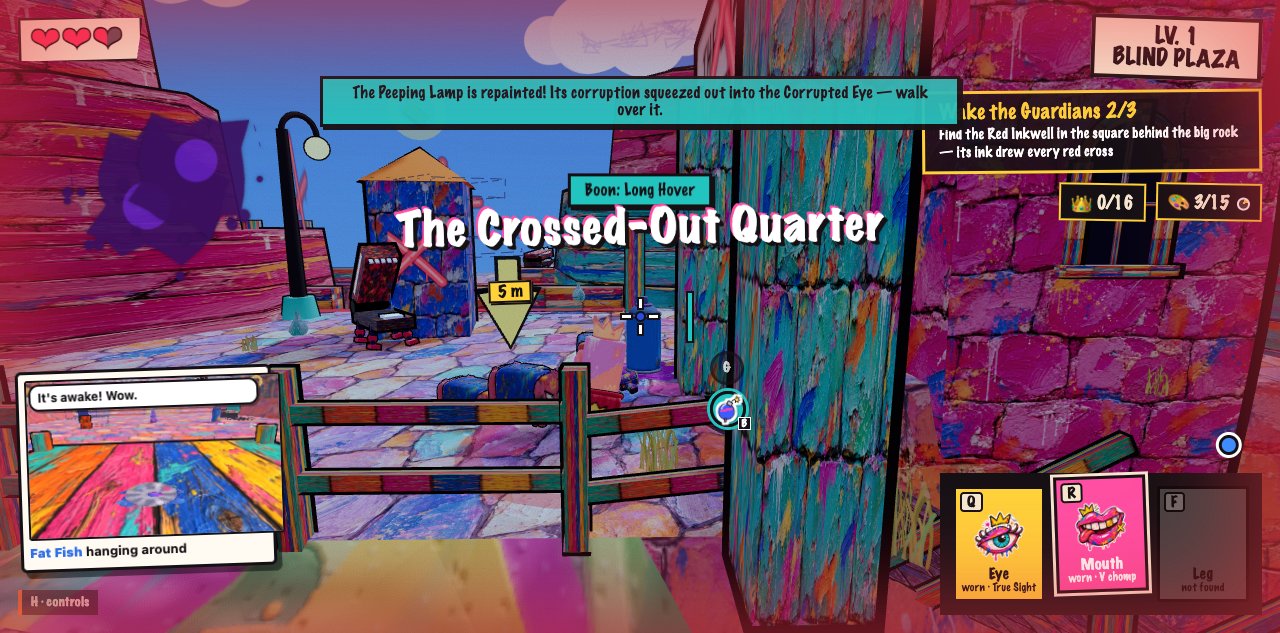 LV. 1
BLIND PLAZA
The Peeping Lamp is repainted! Its corruption squeezed out into the Corrupted Eye — walk
over it.
ake the Guardians 2/3
Find the Red Inkwell in the square behind the big rock
— its ink drew every red cross
Boon: Long Hover
0/16
3/15
The Crossed-Out Quarter
5 m
G
It's awake! Wow.
Fat Fish hanging around
H · controls
Q
Eye
worn · True Sight
R
Mouth
worn · V chomp
F
Leg
not found